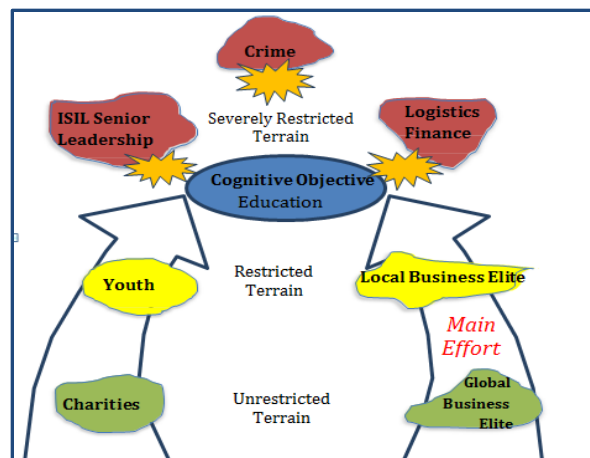 Crime
ISIL Senior
Leadership
Severely Restricted
Terrain
Logistics
Finance
Cognitive Objective
Education
Youth
Restricted
Terrain
Local Business Elite
Main
Effort
Charities
Unrestricted
Terrain
Global
Business
Elite